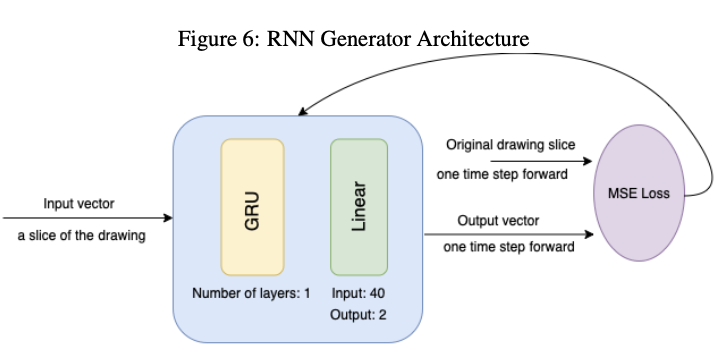 Figure 6: RNN Generator Architecture
Input vector
a slice of the drawing
GRU
Linear
Number of layers: 1
Input: 40
Output: 2
Original drawing slice
one time step forward
Output vector
one time step forward
MSE Loss